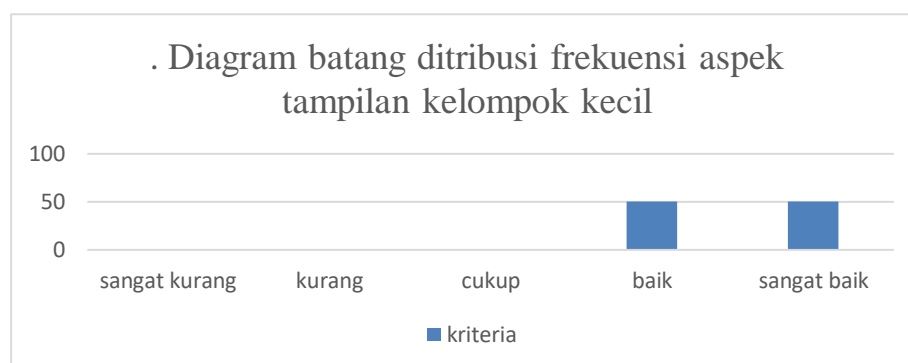 . Diagram batang ditribusi frekuensi aspek
tampilan kelompok kecil
100
50
0
sangat kurang kurang cukup baik sangat baik
kriteria